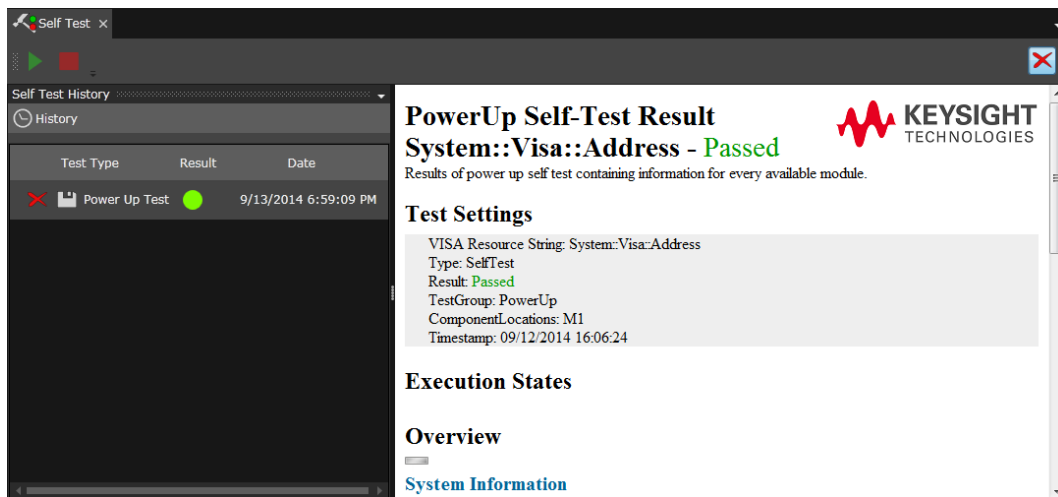 Self Test
Self Test History
History
Test Type Result Date
Power Up Test 9/13/2014 6:59:09 PM
PowerUp Self-Test Result
System::Visa::Address - Passed
KEYSIGHT
TECHNOLOGIES
Results of power up self test containing information for every available module.
Test Settings
VISA Resource String: System::Visa::Address
Type: SelfTest
Result: Passed
TestGroup: PowerUp
ComponentLocations: M1
Timestamp: 09/12/2014 16:06:24
Execution States
Overview
System Information